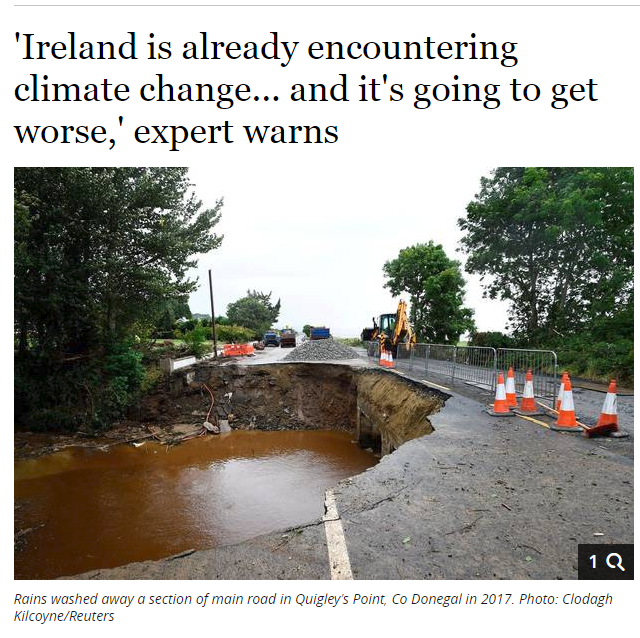 'Ireland is already encountering
climate change... and it's going to get
worse,' expert warns
1
Rains washed away a section of main road in Quigley's Point, Co Donegal in 2017. Photo: Clodagh
Kilcoyne/Reuters